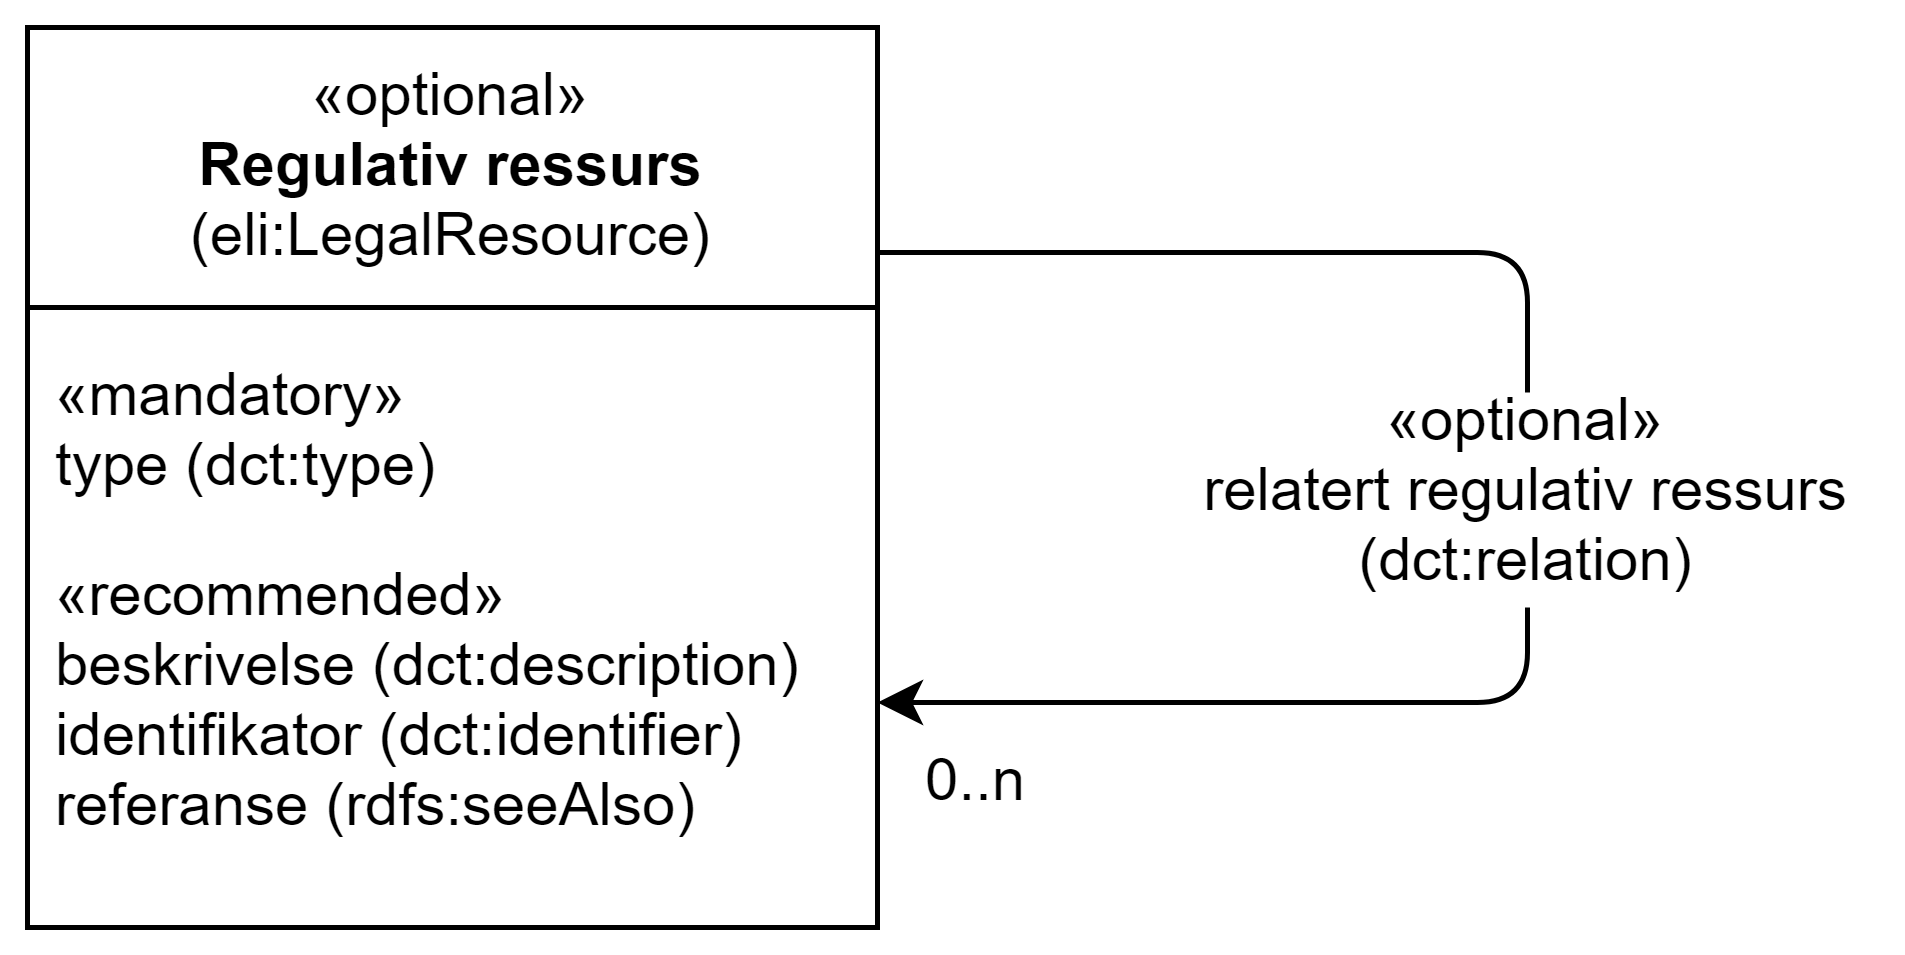 «optional»
Regulativ ressurs
(eli:LegalResource)
«mandatory»
type (dct:type)
«recommended»
beskrivelse (dct:description)
identifikator (dct:identifier)
referanse (rdfs:seeAlso)
«optional»
relatert regulativ ressurs
(dct:relation)
0..n